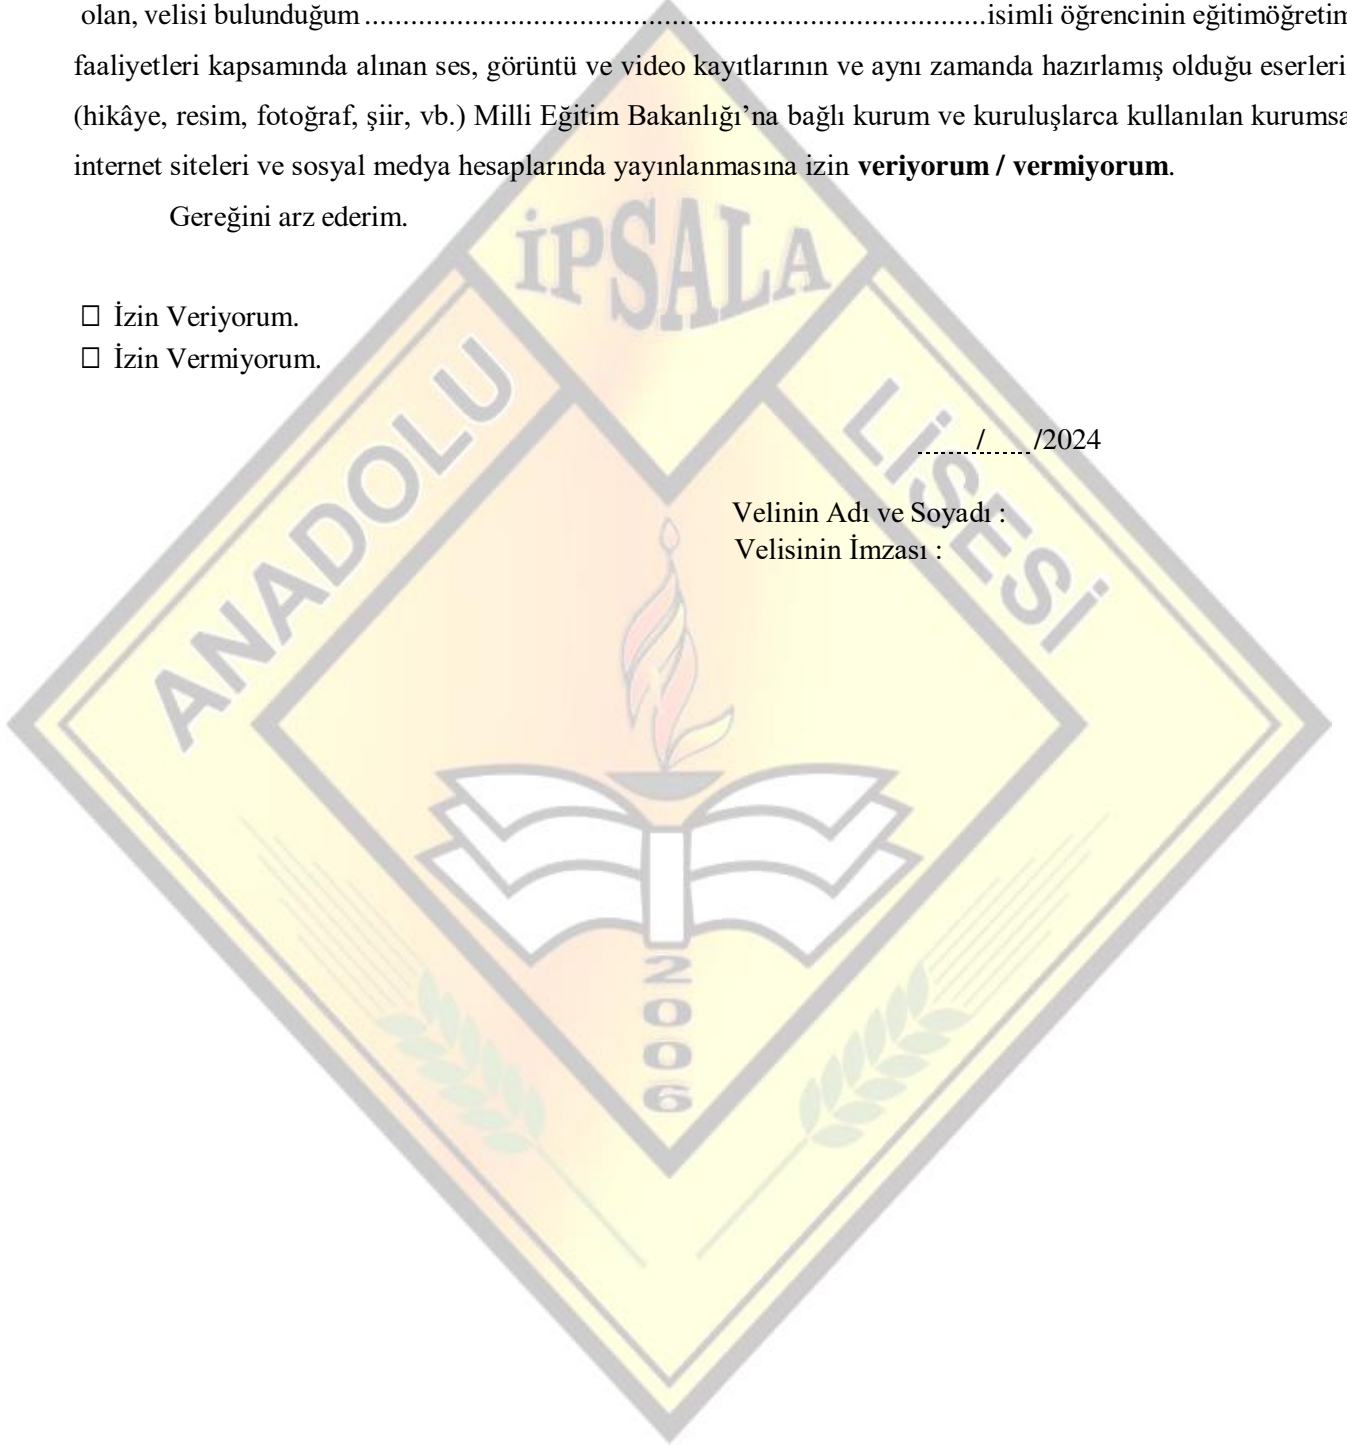 olan, velisi bulunduğum ................................................................................isimli öğrencinin eğitimöğretim
faaliyetleri kapsamında alınan ses, görüntü ve video kayıtlarının ve aynı zamanda hazırlamış olduğu eserleri
(hikâye, resim, fotoğraf, şiir, vb.) Milli Eğitim Bakanlığı’na bağlı kurum ve kuruluşlarca kullanılan kurumsa
internet siteleri ve sosyal medya hesaplarında yayınlanmasına izin veriyorum / vermiyorum.
Gereğini arz ederim.
İPSALA
☐ İzin Veriyorum.
☐ İzin Vermiyorum.
ANADOLU
LİSESİ
....../....../2024
Velinin Adı ve Soyadı :
Velisinin İmzası :
2006